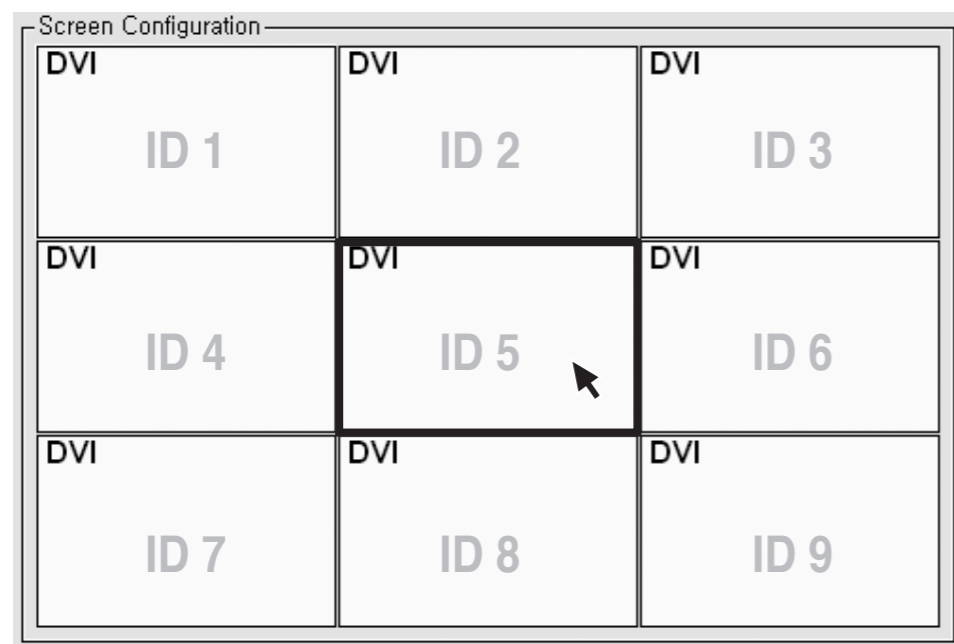 Screen Configuration
DVI DVI DVI
ID 1 ID 2 ID 3
DVI DVI DVI
ID 4 ID 5 ID 6
DVI DVI DVI
ID 7 ID 8 ID 9